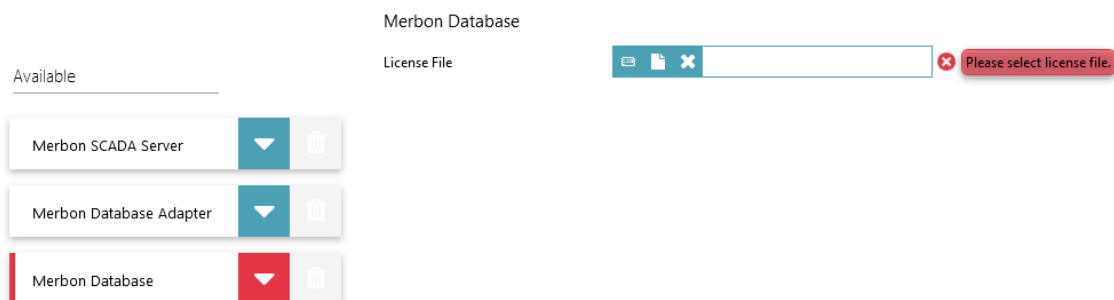 Merbon Database
License File
Please select license file.
Available
Merbon SCADA Server
Merbon Database Adapter
Merbon Database